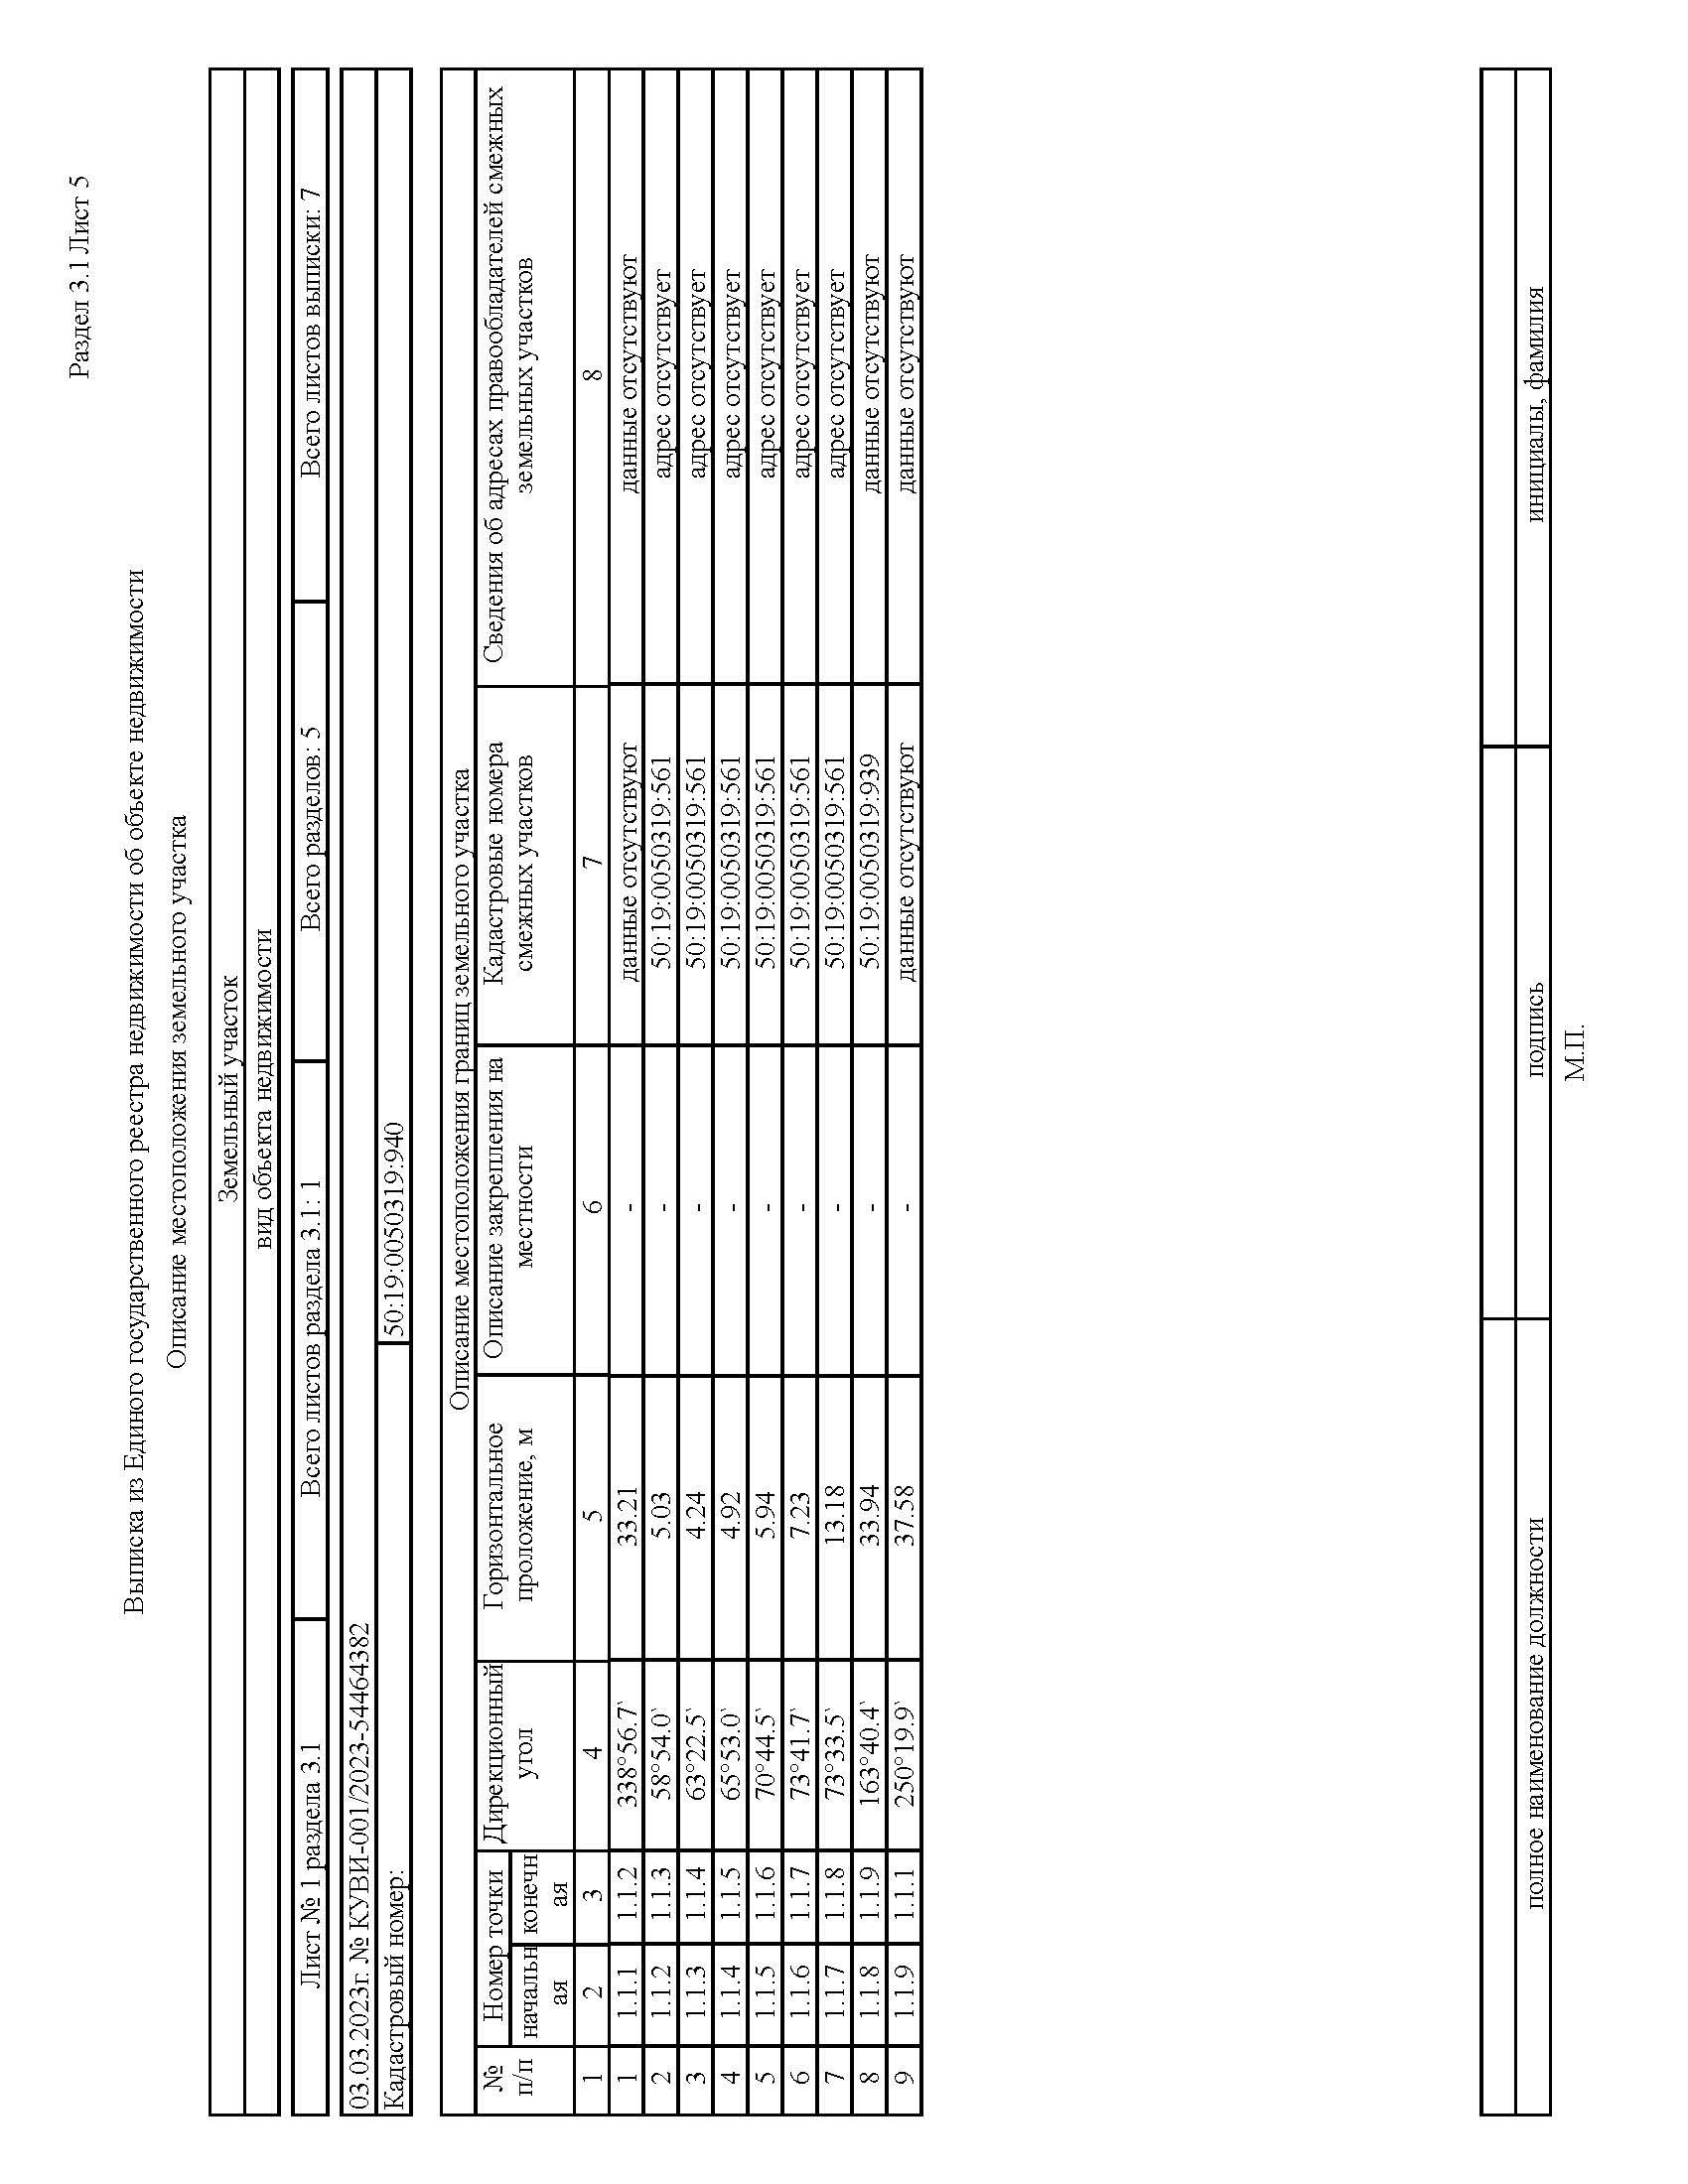 Раздел 3.1 Лист 5
Выписка из Единого государственного реестра недвижимости об объекте недвижимости
Описание местоположения земельного участка
Земельный участок
вид объекта недвижимости
Лист № 1 раздела 3.1 Всего листов раздела 3.1: 1 Всего разделов: 5 Всего листов выписки: 7
03.03.2023г. № КУВИ-001/2023-54464382
Кадастровый номер: 50:19:0050319:940
Описание местоположения границ земельного участка
№ п/п
Номер точки
начальн
ая
конечн
ая
Дирекционный
угол
Горизонтальное
проложение, м
Описание закрепления на
местности
Кадастровые номера
смежных участков
Сведения об адресах правообладателей смежных
земельных участков
1 2 3 4 5 6 7 8
1 1.1.1 1.1.2 338°56.7` 33.21 - данные отсутствуют данные отсутствуют
2 1.1.2 1.1.3 58°54.0` 5.03 - 50:19:0050319:561 адрес отсутствует
3 1.1.3 1.1.4 63°22.5` 4.24 - 50:19:0050319:561 адрес отсутствует
4 1.1.4 1.1.5 65°53.0` 4.92 - 50:19:0050319:561 адрес отсутствует
5 1.1.5 1.1.6 70°44.5` 5.94 - 50:19:0050319:561 адрес отсутствует
6 1.1.6 1.1.7 73°41.7` 7.23 - 50:19:0050319:561 адрес отсутствует
7 1.1.7 1.1.8 73°33.5` 13.18 - 50:19:0050319:561 адрес отсутствует
8 1.1.8 1.1.9 163°40.4` 33.94 - 50:19:0050319:939 данные отсутствуют
9 1.1.9 1.1.1 250°19.9` 37.58 - данные отсутствуют данные отсутствуют
полное наименование должности подпись инициалы, фамилия
М.П.